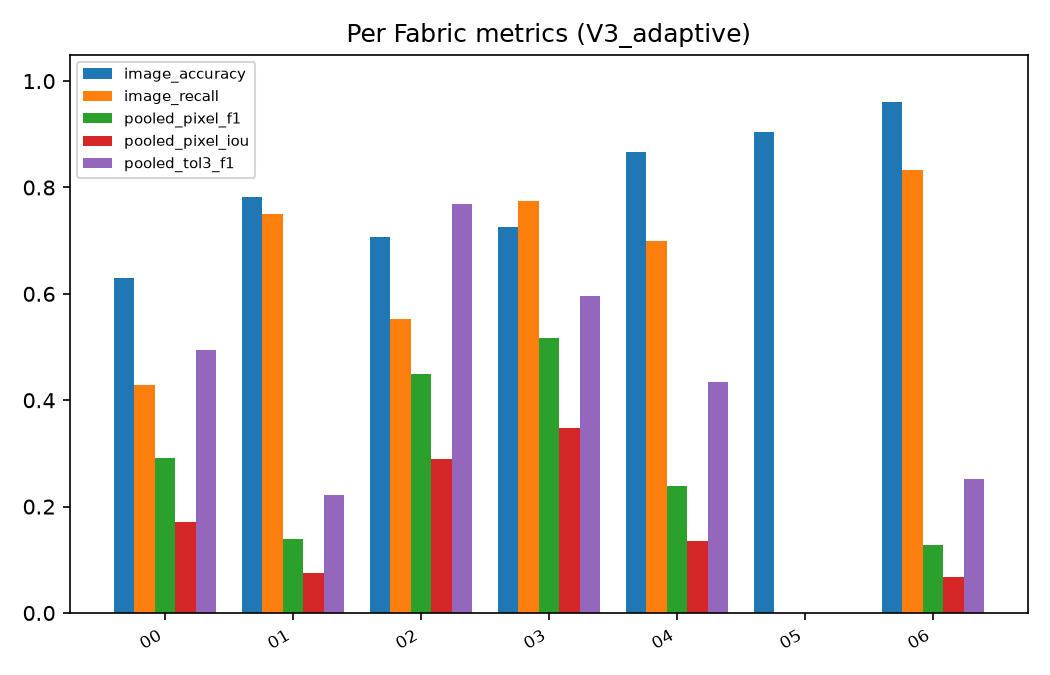 Per Fabric metrics (V3_adaptive)
1.0
0.8
0.6
0.4
0.2
0.0
image_accuracy
image_recall
pooled_pixel_f1
pooled_pixel_iou
pooled_tol3_f1
00
01
02
03
04
05
06